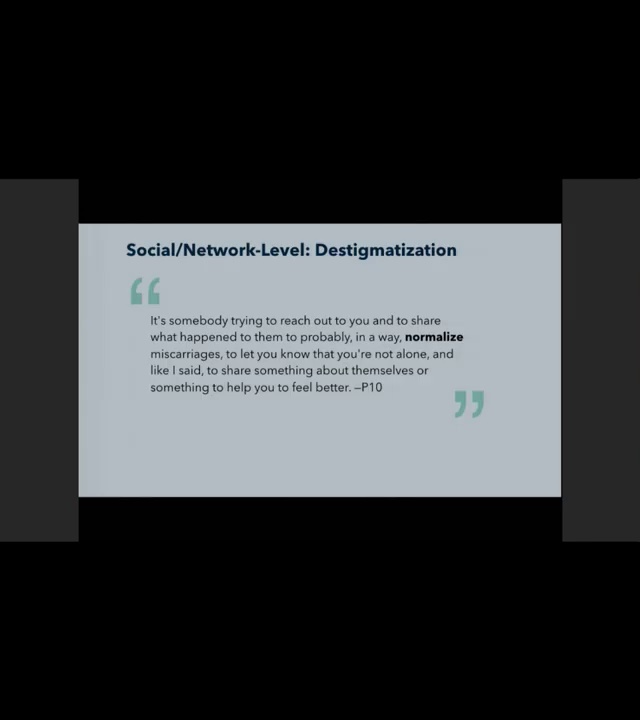 Social/Network-Level: Destigmatization
“
It's somebody trying to reach out to you and to share
what happened to them to probably, in a way, normalize
miscarriages, to let you know that you're not alone, and
like I said, to share something about themselves or
something to help you to feel better. –P10
”